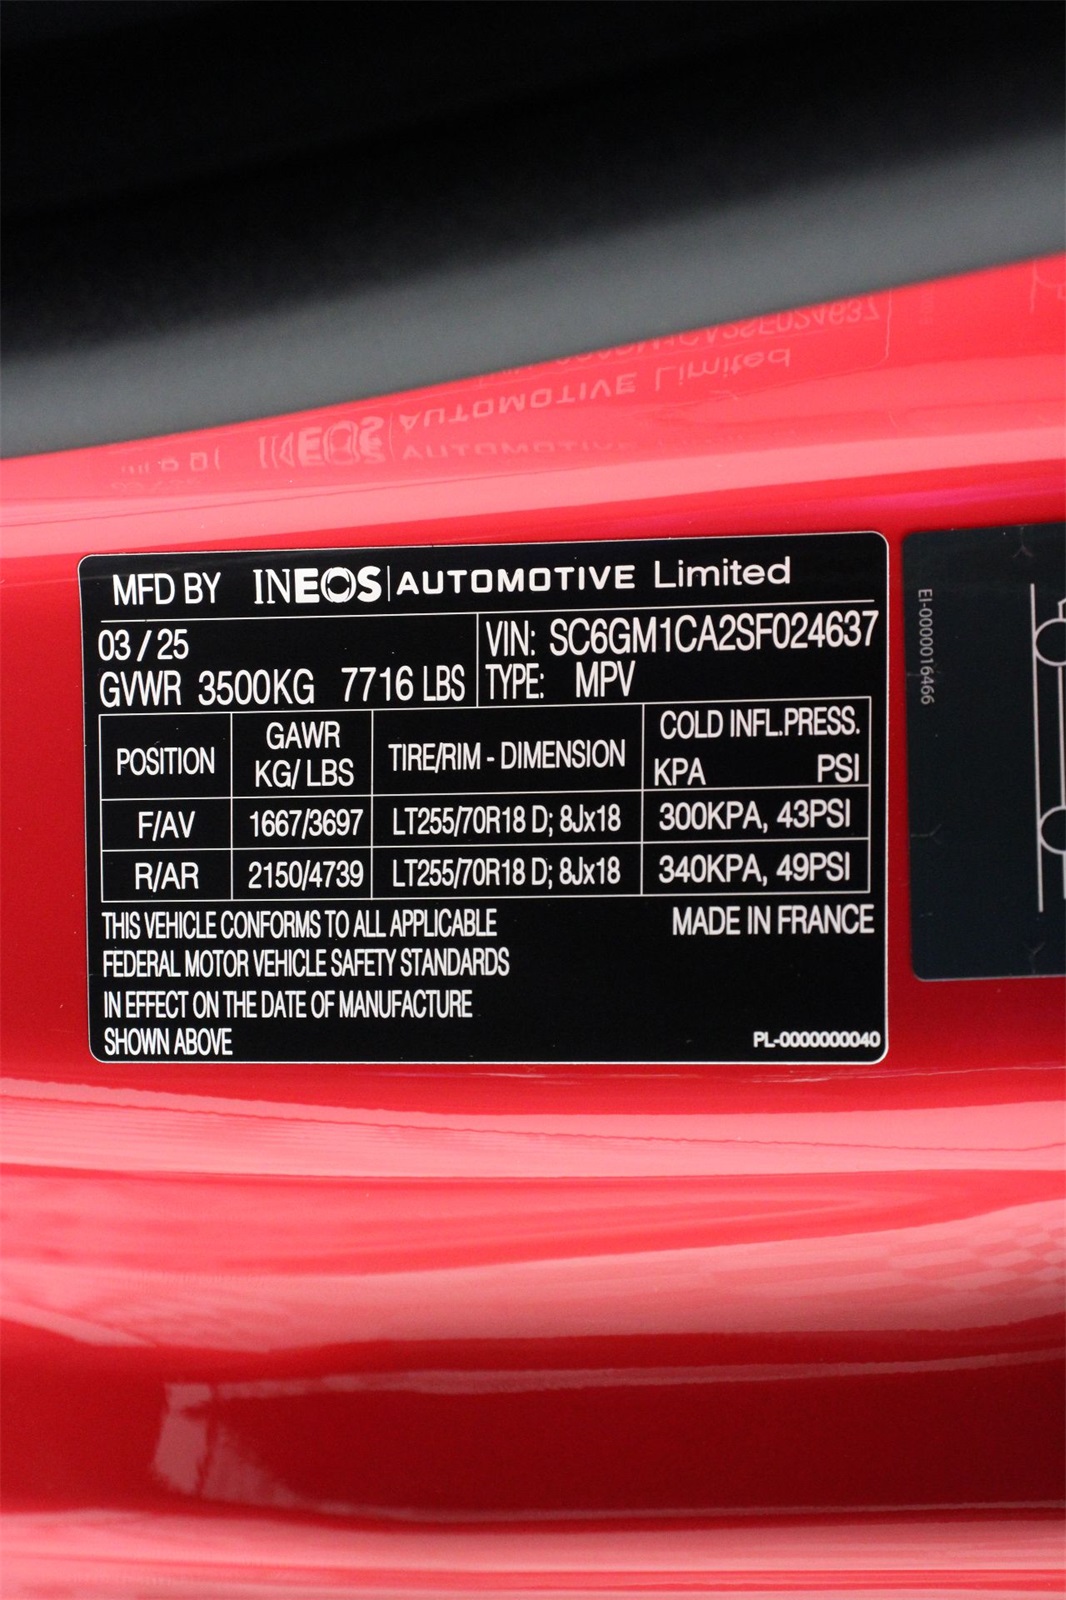 MFD BY INEOS AUTOMOTIVE Limited
03 / 25
GVWR 3500KG 7716 LBS
VIN: SC6GM1CA2SF024637
TYPE: MPV
POSITION GAWR KG/ LBS TIRE/RIM - DIMENSION COLD INFL.PRESS. KPA PSI
F/AV 1667/3697 LT255/70R18 D; 8Jx18 300KPA, 43PSI
R/AR 2150/4739 LT255/70R18 D; 8Jx18 340KPA, 49PSI
THIS VEHICLE CONFORMS TO ALL APPLICABLE
FEDERAL MOTOR VEHICLE SAFETY STANDARDS
IN EFFECT ON THE DATE OF MANUFACTURE
SHOWN ABOVE
MADE IN FRANCE
PL-0000000040
EI-0000016466